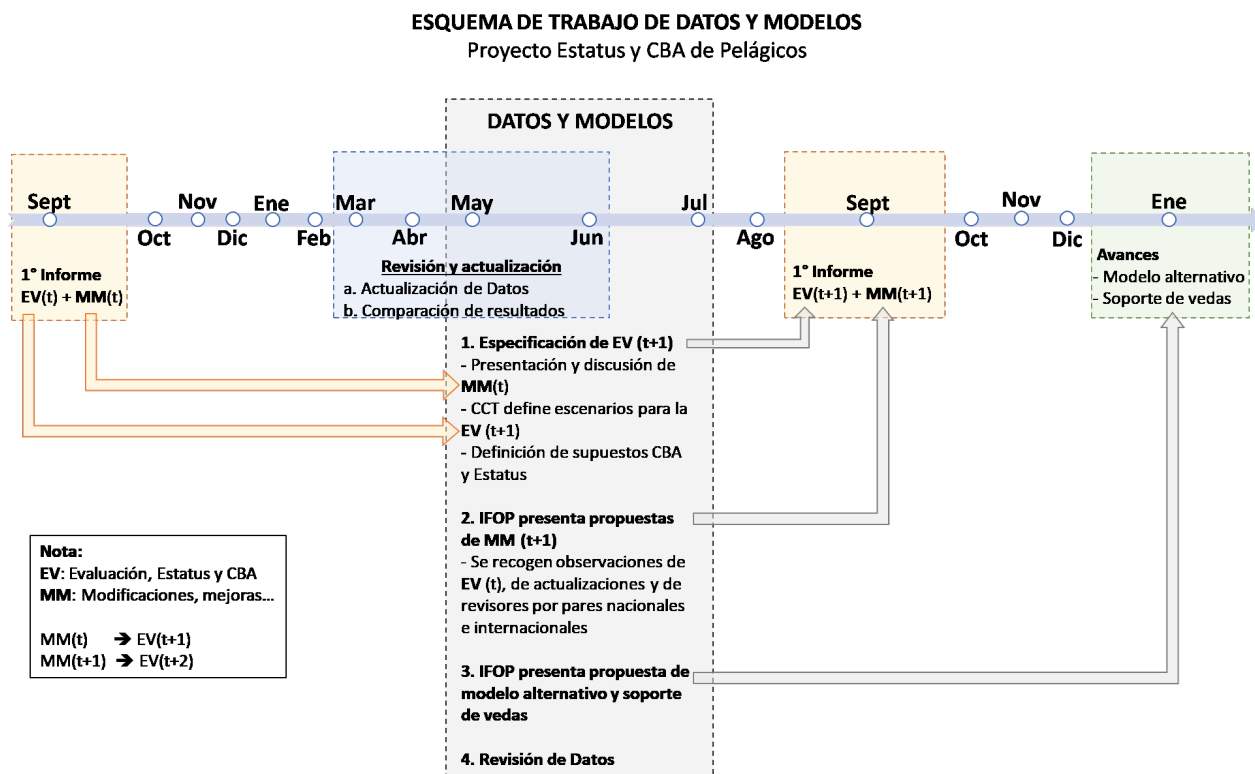 ESQUEMA DE TRABAJO DE DATOS Y MODELOS
Proyecto Estatus y CBA de Pelágicos
DATOS Y MODELOS
Sept
Oct
Nov
Dic
Ene
Feb
Mar
Abr
May
Jun
Jul
Ago
Sept
Oct
Nov
Dic
Ene
1° Informe
EV(t) + MM(t)
Revisión y actualización
a. Actualización de Datos
b. Comparación de resultados
1° Informe
EV(t+1) + MM(t+1)
Avances
- Modelo alternativo
- Soporte de vedas
1. Especificación de EV (t+1)
- Presentación y discusión de
MM(t)
- CCT define escenarios para la
EV (t+1)
- Definición de supuestos CBA
y Estatus
2. IFOP presenta propuestas
de MM (t+1)
- Se recogen observaciones de
EV (t), de actualizaciones y de
revisores por pares nacionales
e internacionales
3. IFOP presenta propuesta de
modelo alternativo y soporte
de vedas
4. Revisión de Datos
Nota:
EV: Evaluación, Estatus y CBA
MM: Modificaciones, mejoras...
MM(t) ➔ EV(t+1)
MM(t+1) ➔ EV(t+2)